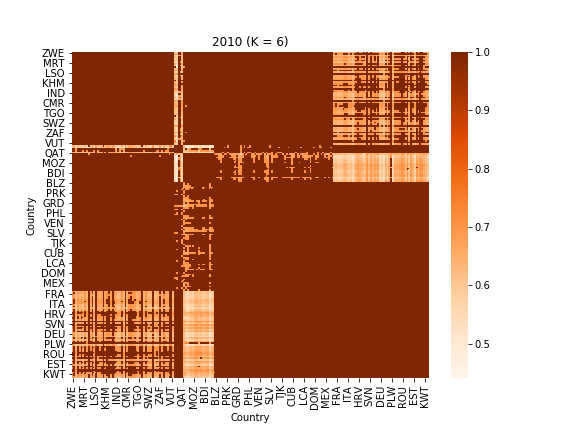 2010 (K = 6)
ZWE
MRT
LSO
KHM
IND
CMR
TGO
SWZ
ZAF
VUT
QAT
MOZ
BDI
BLZ
PRK
GRD
PHL
VEN
SLV
TJK
CUB
LCA
DOM
MEX
FRA
ITA
HRV
SVN
DEU
PLW
ROU
EST
KWT
Country
ZWE MRT LSO KHM IND CMR TGO SWZ ZAF VUT QAT MOZ BDI BLZ PRK GRD PHL VEN SLV TJK CUB LCA DOM MEX FRA ITA HRV SVN DEU PLW ROU EST KWT
Country
1.0
0.9
0.8
0.7
0.6
0.5